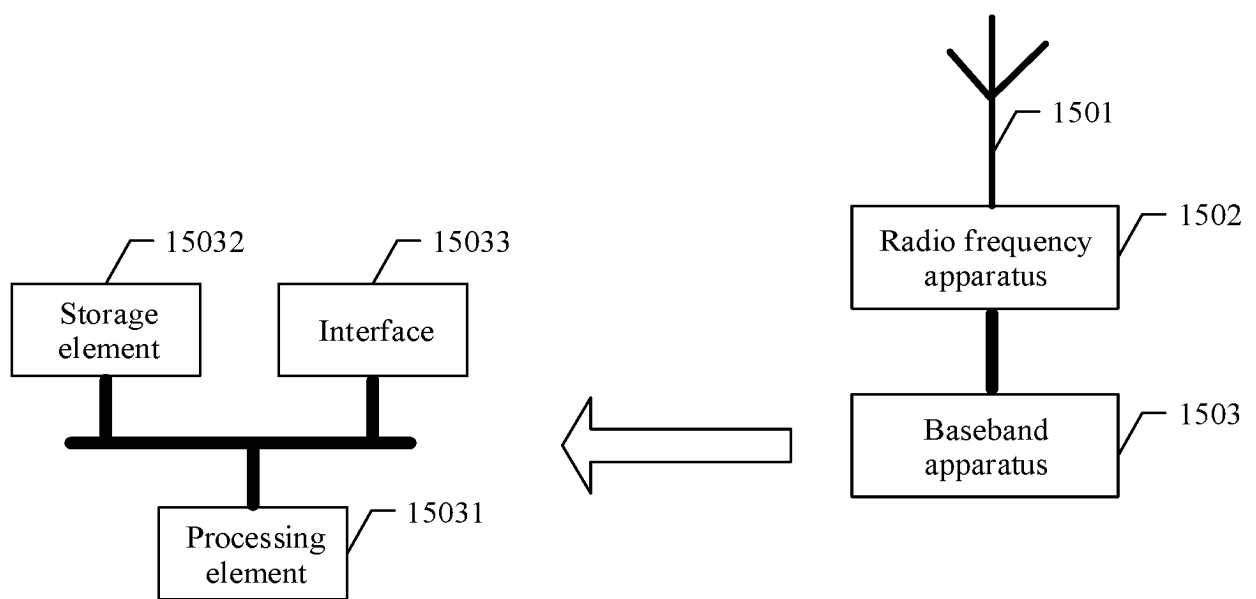 1501
1502
Radio frequency
apparatus
15032
15033
Storage
element
Interface
1503
Baseband
apparatus
15031
Processing
element